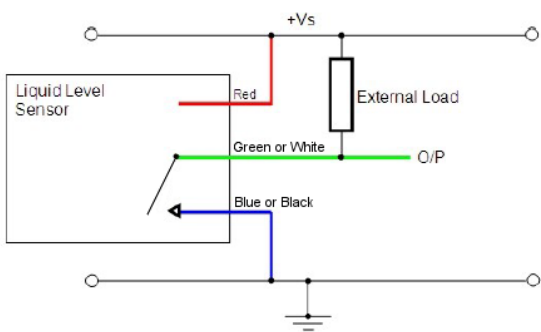 +Vs
Liquid Level
Sensor
Red
External Load
Green or White
O/P
Blue or Black